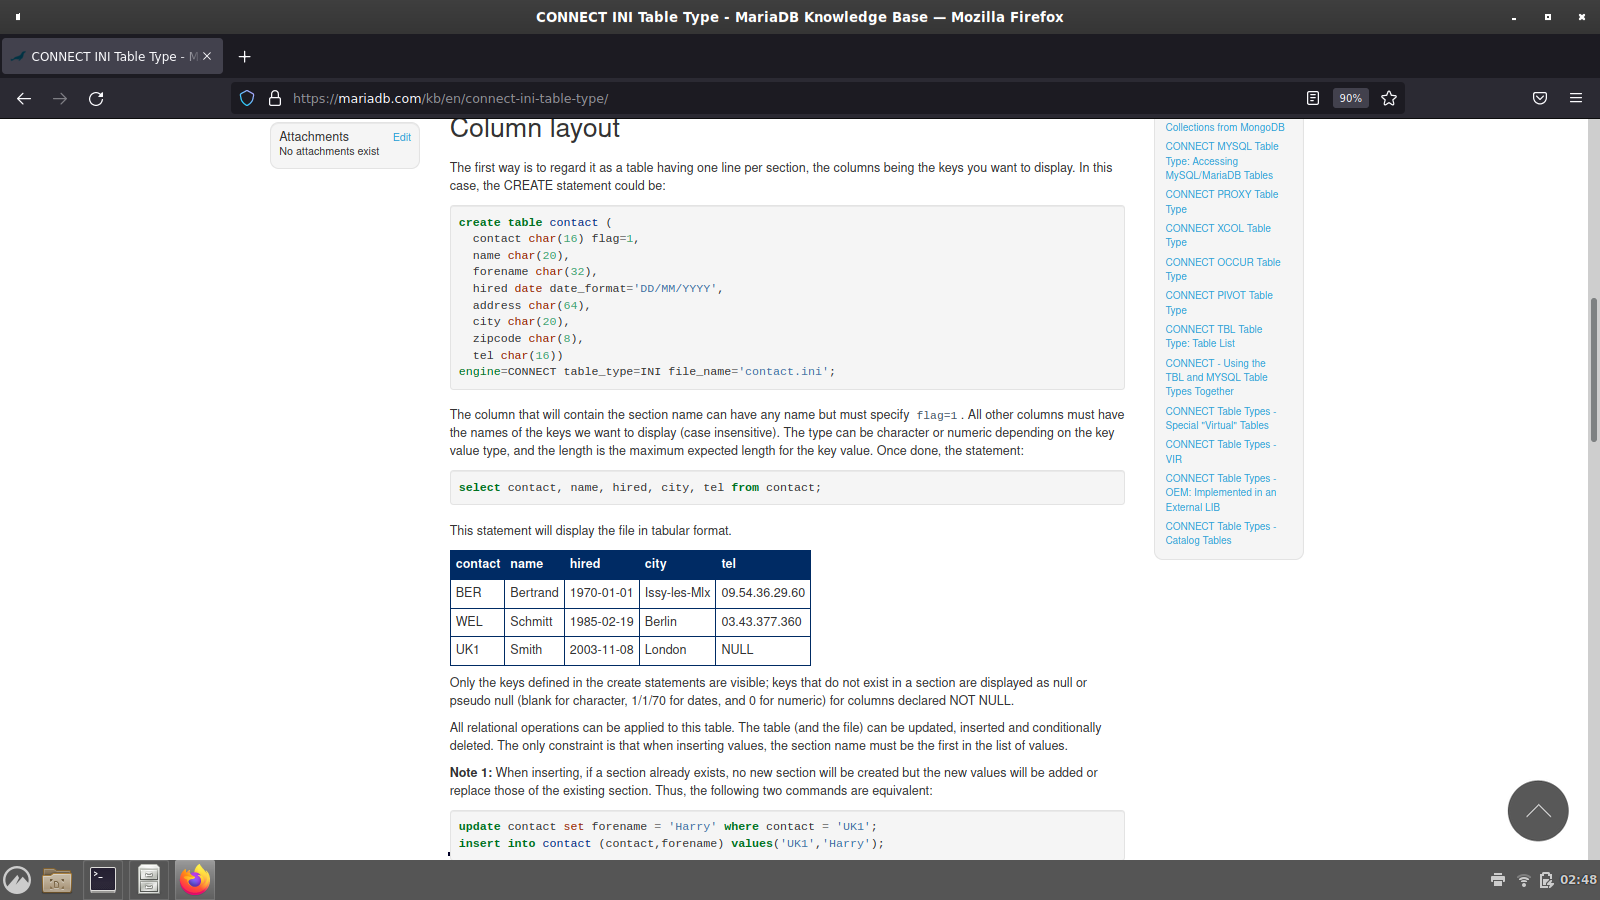 CONNECT INI Table Type - MariaDB Knowledge Base — Mozilla Firefox
CONNECT INI Table Type - M
https://mariadb.com/kb/en/connect-ini-table-type/
90%
Attachments
Edit
No attachments exist
Column layout
The first way is to regard it as a table having one line per section, the columns being the keys you want to display. In this
case, the CREATE statement could be:
create table contact (
  contact char(16) flag=1,
  name char(20),
  forename char(32),
  hired date date_format='DD/MM/YYYY',
  address char(64),
  city char(20),
  zipcode char(8),
  tel char(16))
engine=CONNECT table_type=INI file_name='contact.ini';
The column that will contain the section name can have any name but must specify flag=1 . All other columns must have
the names of the keys we want to display (case insensitive). The type can be character or numeric depending on the key
value type, and the length is the maximum expected length for the key value. Once done, the statement:
select contact, name, hired, city, tel from contact;
This statement will display the file in tabular format.
contact name hired city tel
BER Bertrand 1970-01-01 Issy-les-Mlx 09.54.36.29.60
WEL Schmitt 1985-02-19 Berlin 03.43.377.360
UK1 Smith 2003-11-08 London NULL
Only the keys defined in the create statements are visible; keys that do not exist in a section are displayed as null or
pseudo null (blank for character, 1/1/70 for dates, and 0 for numeric) for columns declared NOT NULL.
All relational operations can be applied to this table. The table (and the file) can be updated, inserted and conditionally
deleted. The only constraint is that when inserting values, the section name must be the first in the list of values.
Note 1: When inserting, if a section already exists, no new section will be created but the new values will be added or
replace those of the existing section. Thus, the following two commands are equivalent:
update contact set forename = 'Harry' where contact = 'UK1';
insert into contact (contact,forename) values('UK1','Harry');
Collections from MongoDB
CONNECT MYSQL Table
Type: Accessing
MySQL/MariaDB Tables
CONNECT PROXY Table
Type
CONNECT XCOL Table
Type
CONNECT OCCUR Table
Type
CONNECT PIVOT Table
Type
CONNECT TBL Table
Type: Table List
CONNECT - Using the
TBL and MYSQL Table
Types Together
CONNECT Table Types -
Special "Virtual" Tables
CONNECT Table Types -
VIR
CONNECT Table Types -
OEM: Implemented in an
External LIB
CONNECT Table Types -
Catalog Tables
02:48